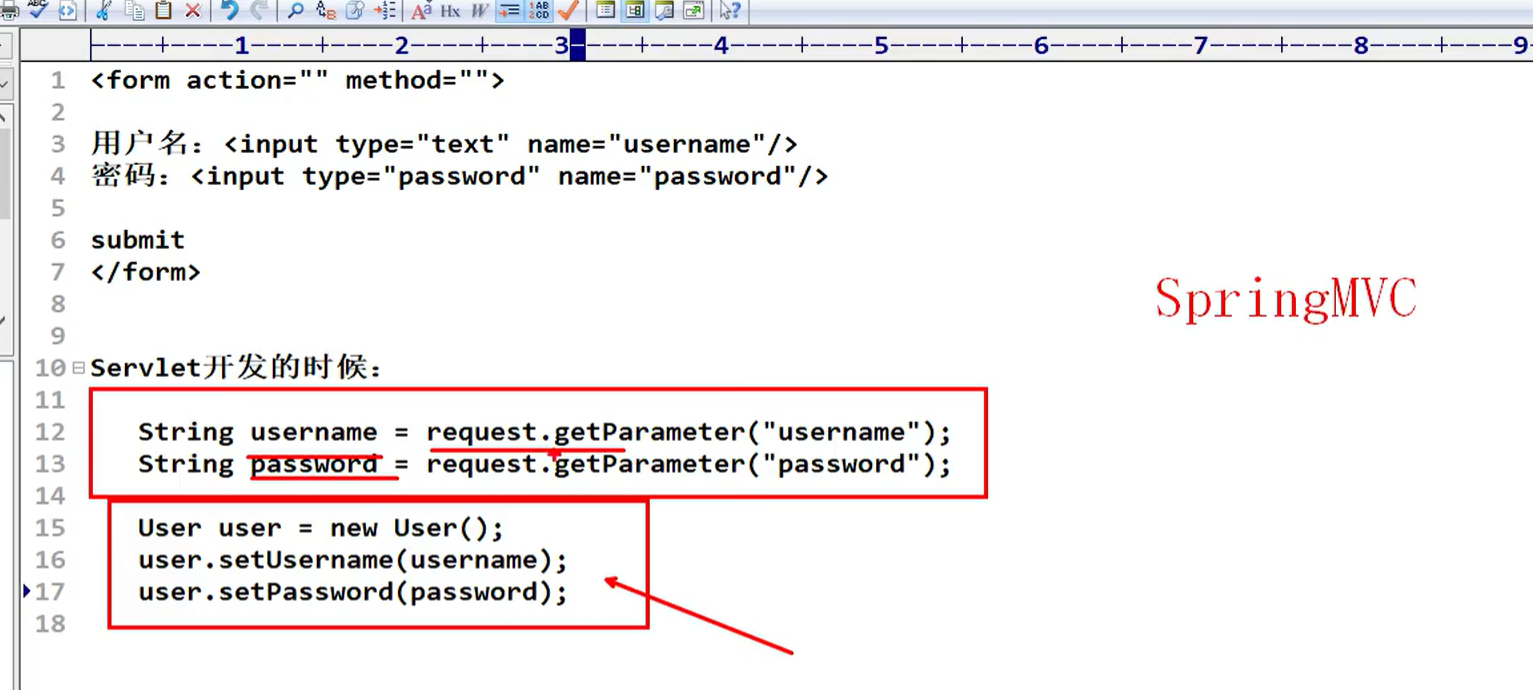 ----+----1----+----2----+----3----+----4----+----5----+----6----+----7----+----8----+----9
1 <form action="" method="">
2
3 用户名：<input type="text" name="username"/>
4 密码：<input type="password" name="password"/>
5
6 submit
7 </form>
8
SpringMVC
9
10 Servlet开发的时候：
11
12 String username = request.getParameter("username");
13 String password = request.getParameter("password");
14
15 User user = new User();
16 user.setUsername(username);
17 user.setPassword(password);
18